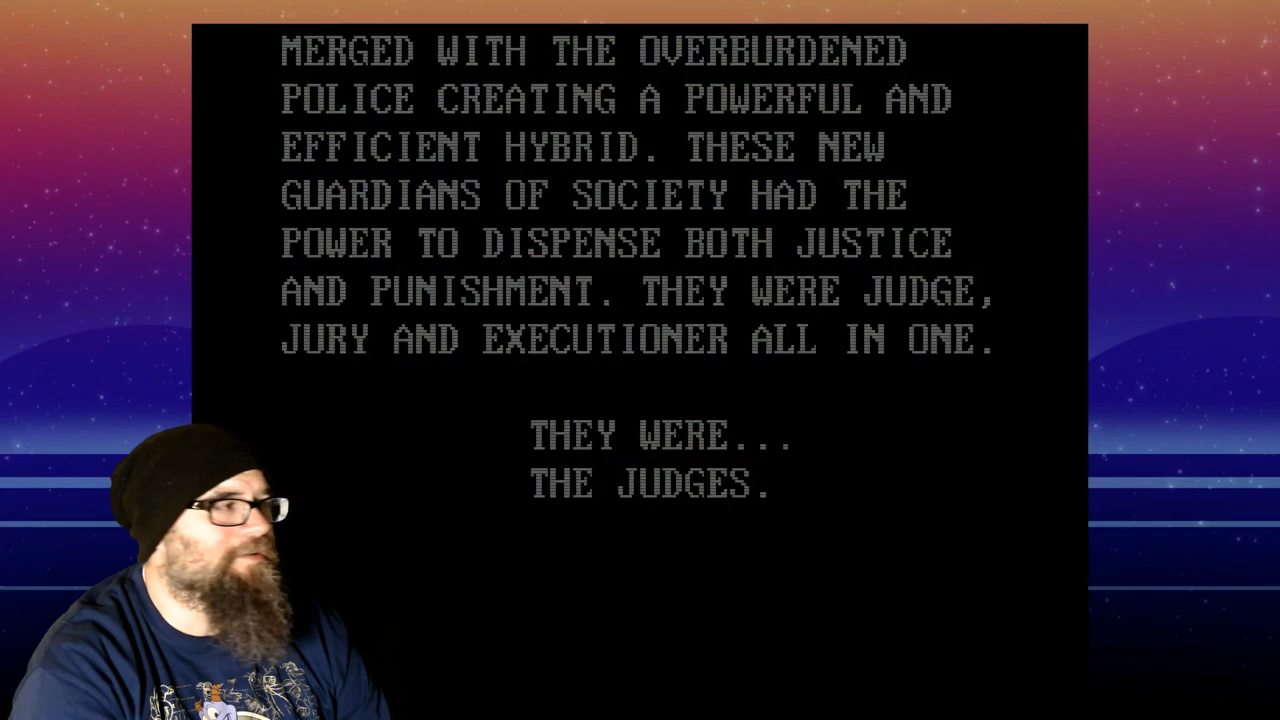 MERGED WITH THE OVERBURDENED
POLICE CREATING A POWERFUL AND
EFFICIENT HYBRID. THESE NEW
GUARDIANS OF SOCIETY HAD THE
POWER TO DISPENSE BOTH JUSTICE
AND PUNISHMENT. THEY WERE JUDGE,
JURY AND EXECUTIONER ALL IN ONE.
THEY WERE...
THE JUDGES.